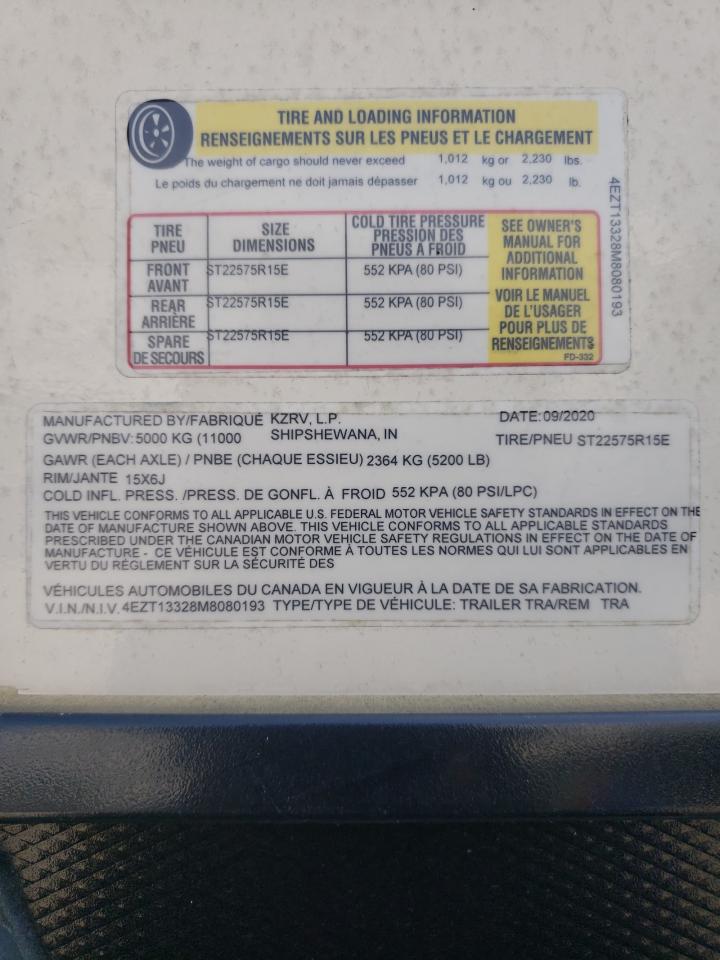 TIRE AND LOADING INFORMATION
RENSEIGNEMENTS SUR LES PNEUS ET LE CHARGEMENT
The weight of cargo should never exceed 1,012 kg or 2,230 lbs.
Le poids du chargement ne doit jamais dépasser 1,012 kg ou 2,230 lb.
TIRE PNEU
SIZE DIMENSIONS
COLD TIRE PRESSURE PRESSION DES PNEUS À FROID
FRONT AVANT ST22575R15E 552 KPA (80 PSI)
REAR ARRIÈRE ST22575R15E 552 KPA (80 PSI)
SPARE DE SECOURS ST22575R15E 552 KPA (80 PSI)
SEE OWNER'S
MANUAL FOR
ADDITIONAL
INFORMATION
VOIR LE MANUEL
DE L'USAGER
POUR PLUS DE
RENSEIGNEMENTS
FD-332
4EZT13328M8080193
MANUFACTURED BY/FABRIQUÉ KZRV, L.P. DATE: 09/2020
GVWR/PNBV: 5000 KG (11000 SHIPSHEWANA, IN TIRE/PNEU ST22575R15E
GAWR (EACH AXLE) / PNBE (CHAQUE ESSIEU) 2364 KG (5200 LB)
RIM/JANTE 15X6J
COLD INFL. PRESS. /PRESS. DE GONFL. À FROID 552 KPA (80 PSI/LPC)
THIS VEHICLE CONFORMS TO ALL APPLICABLE U.S. FEDERAL MOTOR VEHICLE SAFETY STANDARDS IN EFFECT ON THE
DATE OF MANUFACTURE SHOWN ABOVE. THIS VEHICLE CONFORMS TO ALL APPLICABLE STANDARDS
PRESCRIBED UNDER THE CANADIAN MOTOR VEHICLE SAFETY REGULATIONS IN EFFECT ON THE DATE OF
MANUFACTURE - CE VÉHICULE EST CONFORME À TOUTES LES NORMES QUI LUI SONT APPLICABLES EN
VERTU DU RÉGLEMENT SUR LA SÉCURITÉ DES
VÉHICULES AUTOMOBILES DU CANADA EN VIGUEUR À LA DATE DE SA FABRICATION.
V.I.N./N.I.V. 4EZT13328M8080193 TYPE/TYPE DE VÉHICULE: TRAILER TRA/REM TRA